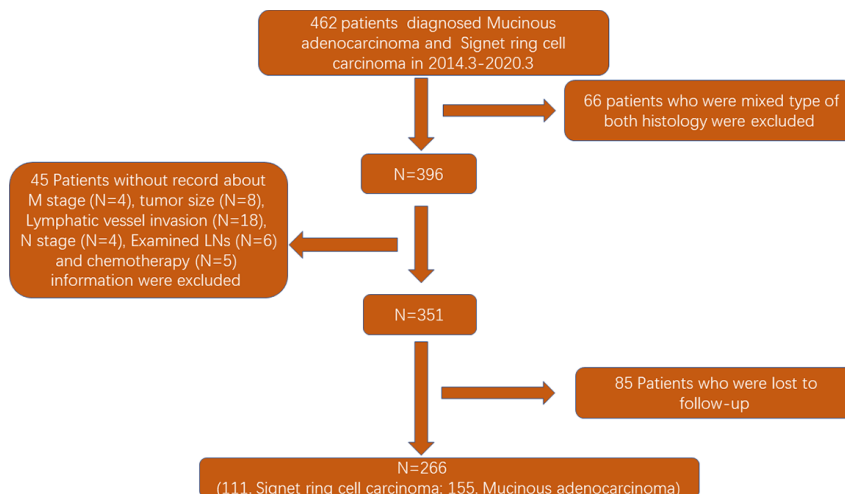 462 patients diagnosed Mucinous
adenocarcinoma and Signet ring cell
carcinoma in 2014.3-2020.3
66 patients who were mixed type of
both histology were excluded
N=396
45 Patients without record about
M stage (N=4), tumor size (N=8),
Lymphatic vessel invasion (N=18),
N stage (N=4), Examined LNs (N=6)
and chemotherapy (N=5)
information were excluded
N=351
85 Patients who were lost to
follow-up
N=266
(111, Signet ring cell carcinoma; 155, Mucinous adenocarcinoma)